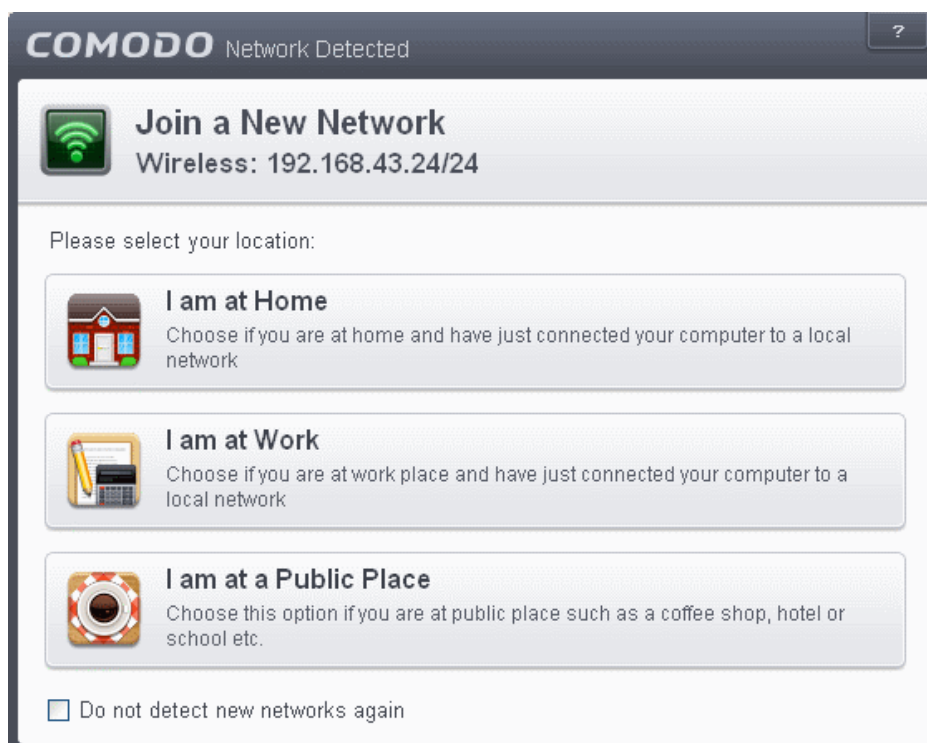 COMODO Network Detected
?
Join a New Network
Wireless: 192.168.43.24/24
Please select your location:
I am at Home
Choose if you are at home and have just connected your computer to a local
network
I am at Work
Choose if you are at work place and have just connected your computer to a
local network
I am at a Public Place
Choose this option if you are at public place such as a coffee shop, hotel or
school etc.
Do not detect new networks again